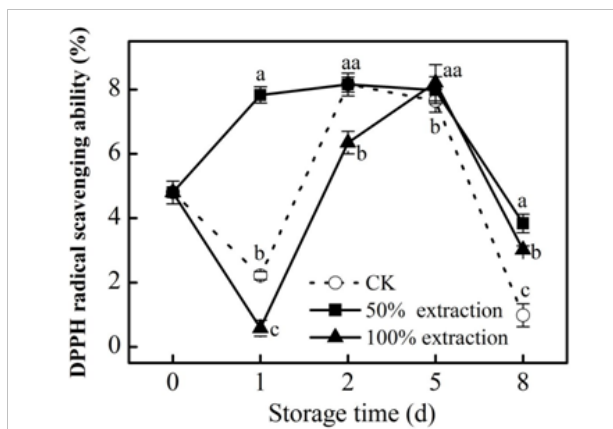 DPPH radical scavenging ability (%)
8
6
4
2
0
a
aa
aa
b
b
b
c
a
b
c
CK
50% extraction
100% extraction
0 1 2 5 8
Storage time (d)